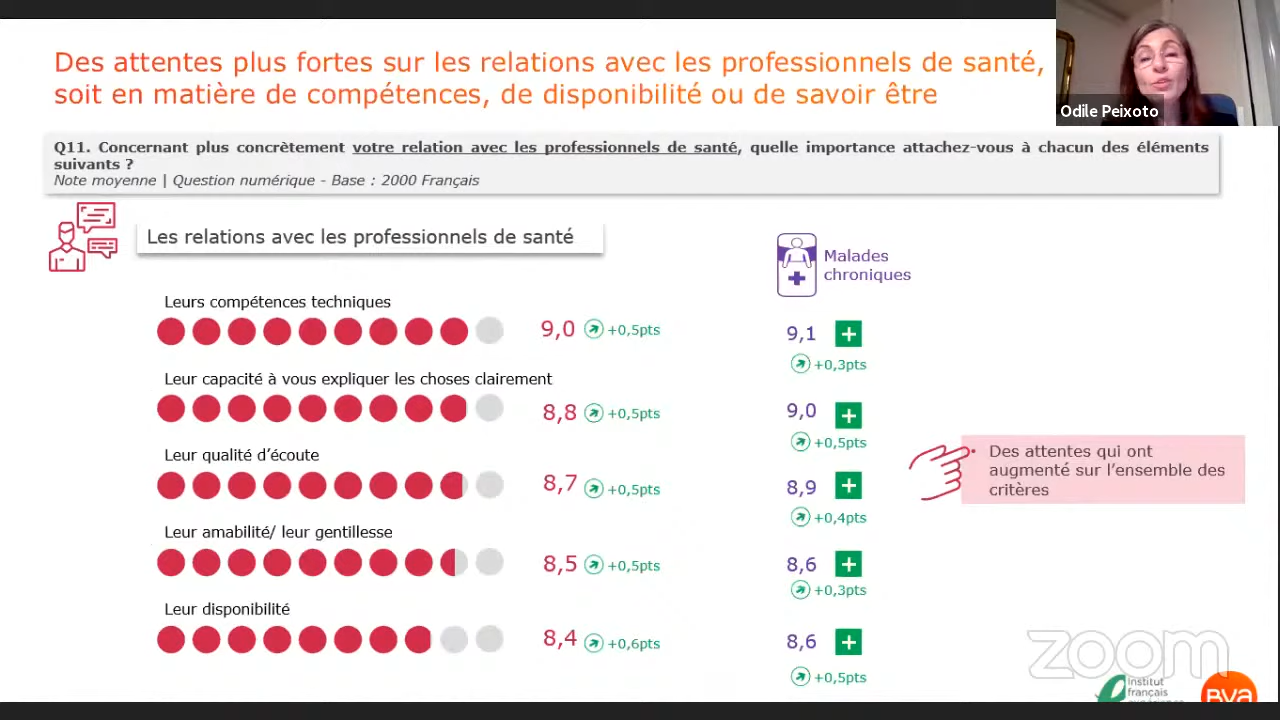 Des attentes plus fortes sur les relations avec les professionnels de santé,
soit en matière de compétences, de disponibilité ou de savoir être
Odile Peixoto
Q11. Concernant plus concrètement votre relation avec les professionnels de santé, quelle importance attachez-vous à chacun des éléments
suivants ?
Note moyenne | Question numérique - Base : 2000 Français
Les relations avec les professionnels de santé
Malades
chroniques
Leurs compétences techniques
9,0 +0,5pts
9,1
+0,3pts
Leur capacité à vous expliquer les choses clairement
8,8 +0,5pts
9,0
+0,5pts
Leur qualité d'écoute
8,7 +0,5pts
8,9
+0,4pts
• Des attentes qui ont
augmenté sur l'ensemble des
critères
Leur amabilité/ leur gentillesse
8,5 +0,5pts
8,6
+0,3pts
Leur disponibilité
8,4 +0,6pts
8,6
+0,5pts
zoom
Institut
français
BVA